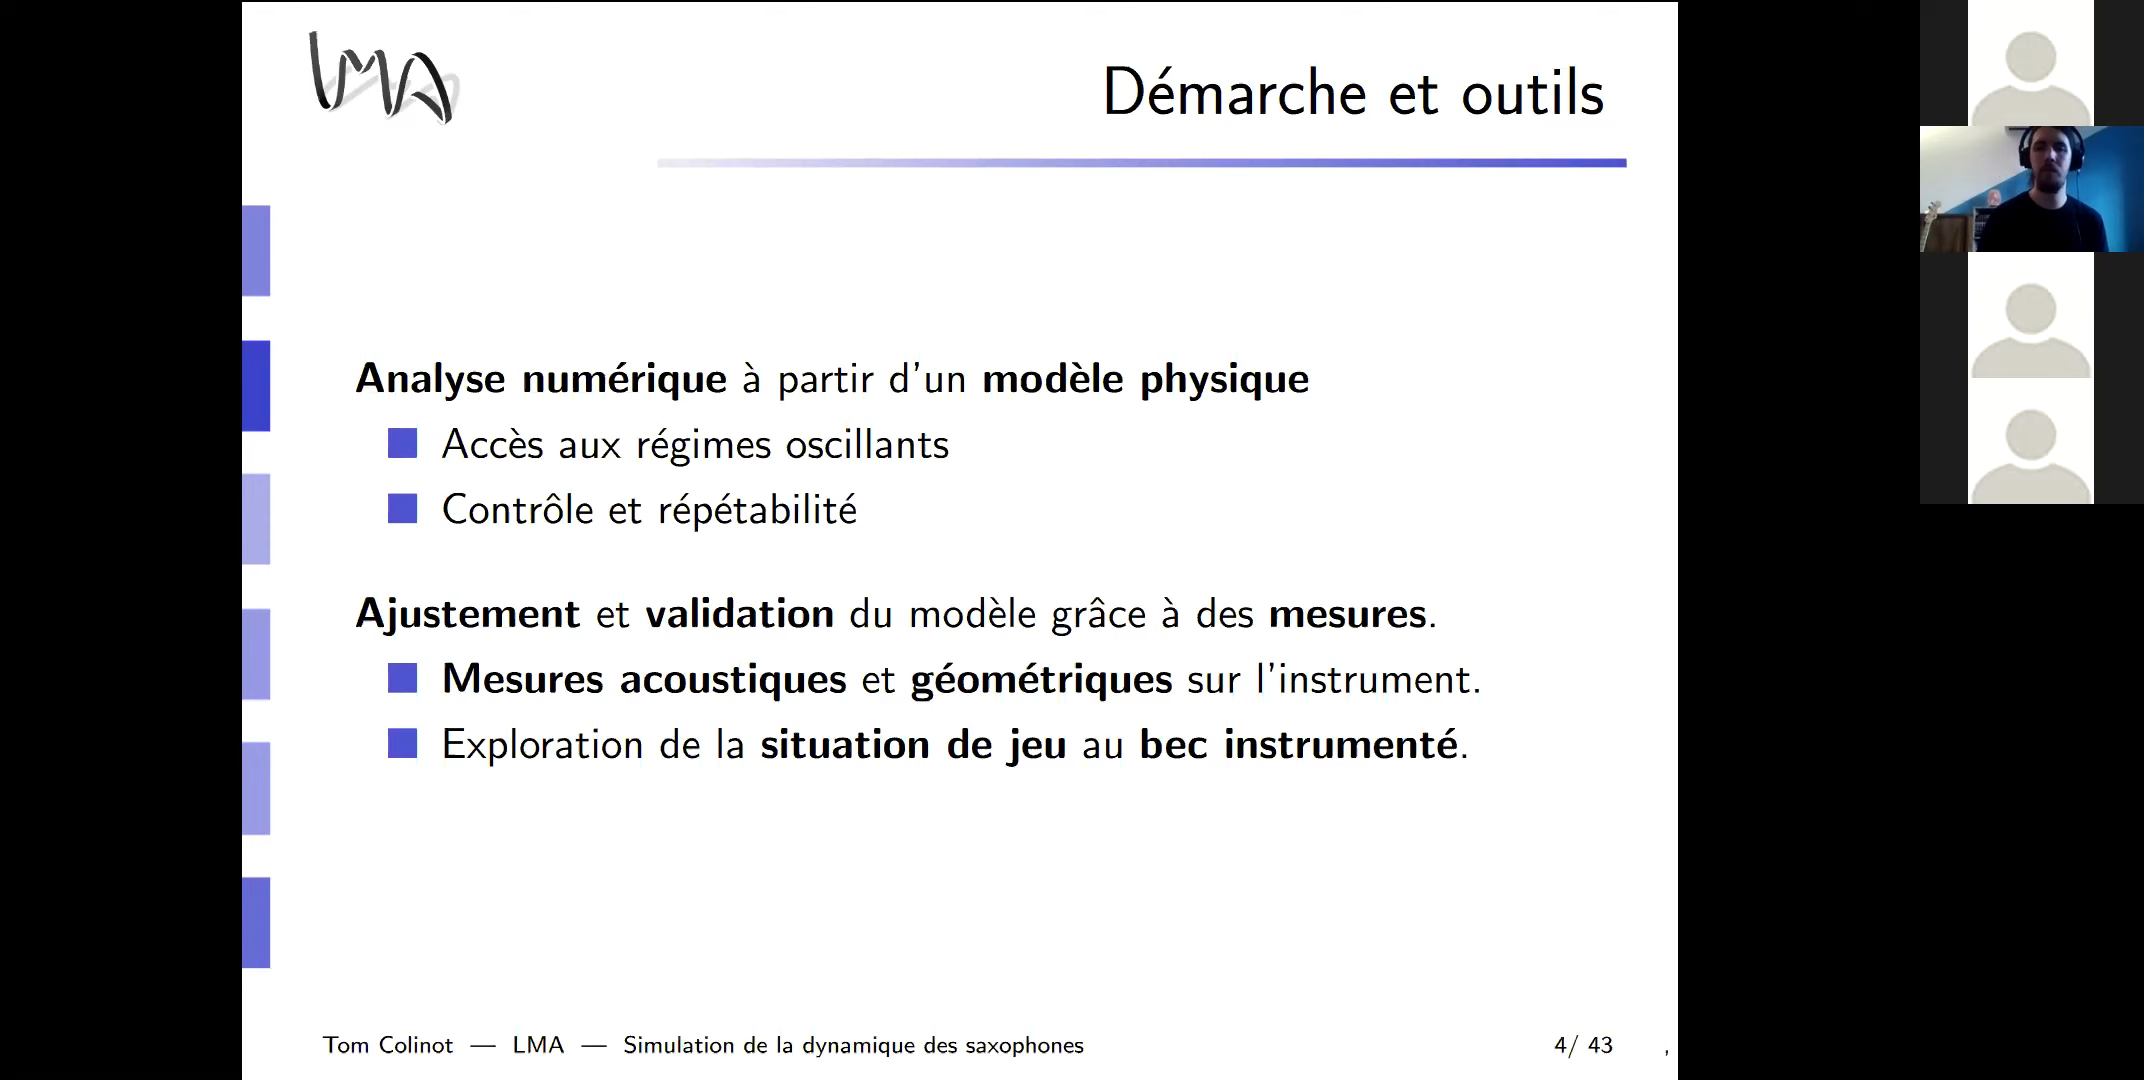 LMA
Démarche et outils
Analyse numérique à partir d'un modèle physique
Accès aux régimes oscillants
Contrôle et répétabilité
Ajustement et validation du modèle grâce à des mesures.
Mesures acoustiques et géométriques sur l'instrument.
Exploration de la situation de jeu au bec instrumenté.
Tom Colinot — LMA — Simulation de la dynamique des saxophones
4/ 43
,